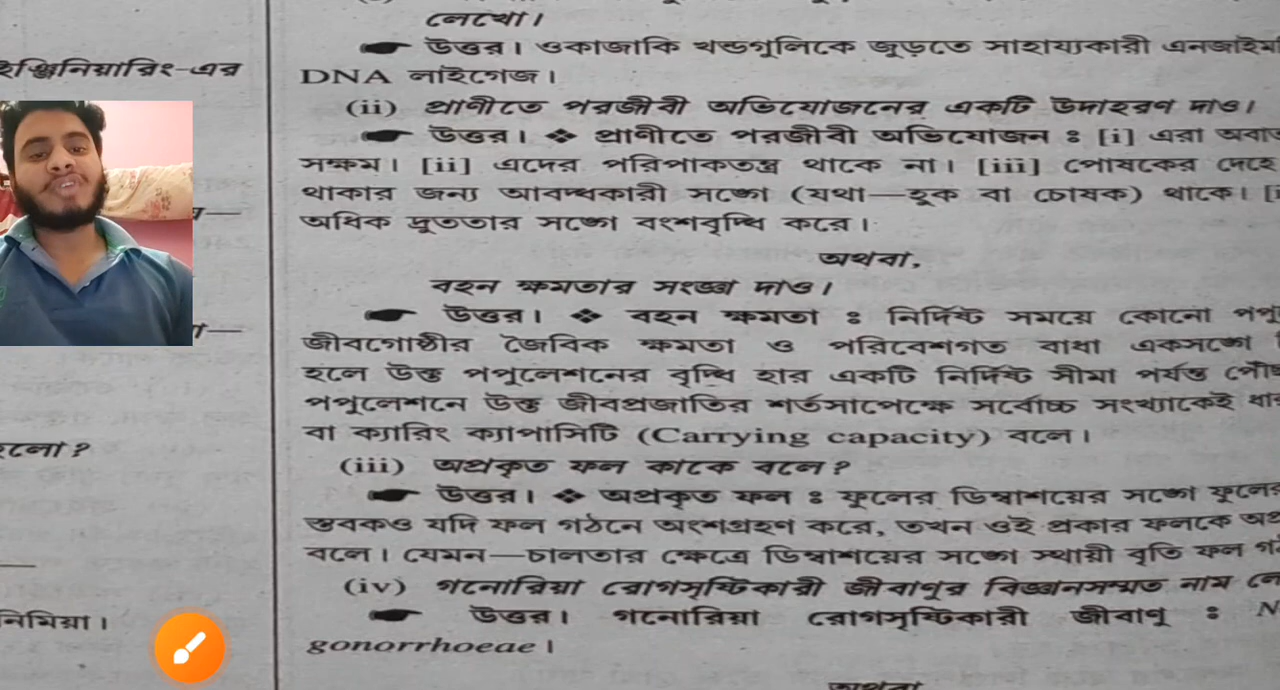 লেখো।
উত্তর। ওকাজাকি খন্ডগুলিকে জুড়তে সাহায্যকারী
DNA লাইগেজ।
(ii) প্রাণীতে পরজীবী অভিযোজনের একটি উদাহরণ দাও।
উত্তর। ❖ প্রাণীতে পরজীবী অভিযোজন : [i] এরা
সক্ষম। [ii] এদের পরিপাকতন্ত্র থাকে না। [iii] পোষকের দেহে
থাকার জন্য আবদ্ধকারী সঙ্গো (যথা—হুক বা চোষক) থাকে।
অধিক দ্রুততার সঙ্গে বংশবৃদ্ধি করে।
অথবা,
বহন ক্ষমতার সংজ্ঞা দাও।
উত্তর। ❖ বহন ক্ষমতা : নির্দিষ্ট সময়ে কোনো
জীবগোষ্ঠীর জৈবিক ক্ষমতা ও পরিবেশগত বাধা একসঙ্গে
হলে উক্ত পপুলেশনের বৃদ্ধি হার একটি নির্দিষ্ট সীমা পর্যন্ত
পপুলেশনে উক্ত জীবপ্রজাতির শর্তসাপেক্ষে সর্বোচ্চ সংখ্যাকেই
বা ক্যারিং ক্যাপাসিটি (Carrying capacity) বলে।
(iii) অপ্রকৃত ফল কাকে বলে?
উত্তর। ❖ অপ্রকৃত ফল : ফুলের ডিম্বাশয়ের সঙ্গে ফুলের
স্তবকও যদি ফল গঠনে অংশগ্রহণ করে, তখন ওই প্রকার ফলকে
বলে। যেমন—চালতার ক্ষেত্রে ডিম্বাশয়ের সঙ্গে স্থায়ী বৃতি ফল
(iv) গনোরিয়া রোগসৃষ্টিকারী জীবাণুর বিজ্ঞানসম্মত নাম
উত্তর। গনোরিয়া রোগসৃষ্টিকারী জীবাণু : N
gonorrhoeae।
ইঞ্জিনিয়ারিং-এর